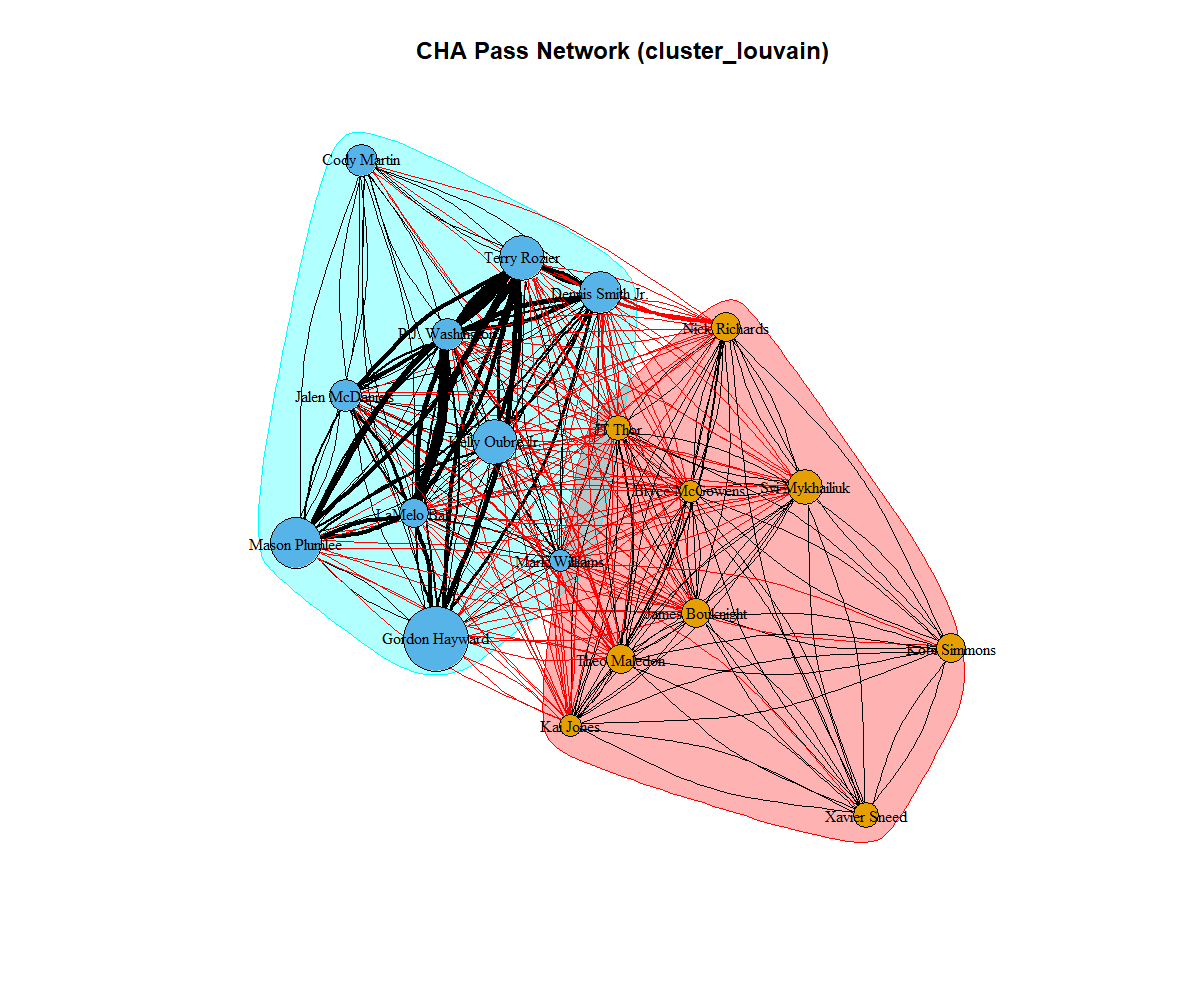 CHA Pass Network (cluster_louvain)
Cody Martin
Terry Rozier
Dennis Smith Jr.
Nick Richards
P.J. Washington
Jalen McDaniels
JT Thor
Kelly Oubre Jr.
Bryce McGowens
Svi Mykhailiuk
LaMelo Ball
Mason Plumlee
Mark Williams
James Bouknight
Gordon Hayward
Kobi Simmons
Theo Maledon
Kai Jones
Xavier Sneed